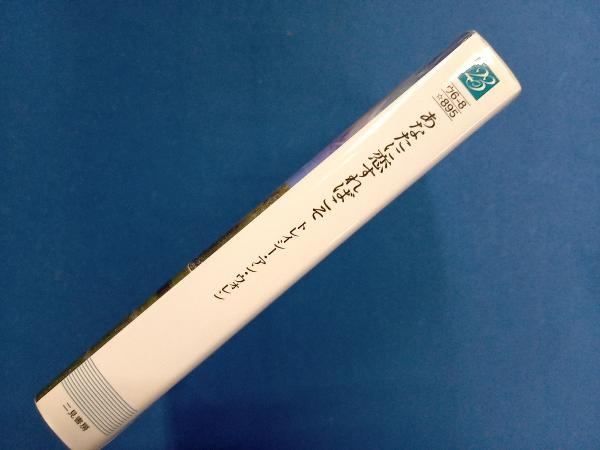 ウ6-8
☆895
あなたに恋すればこそ
トレイシー・アン・ウォレン
二見書房